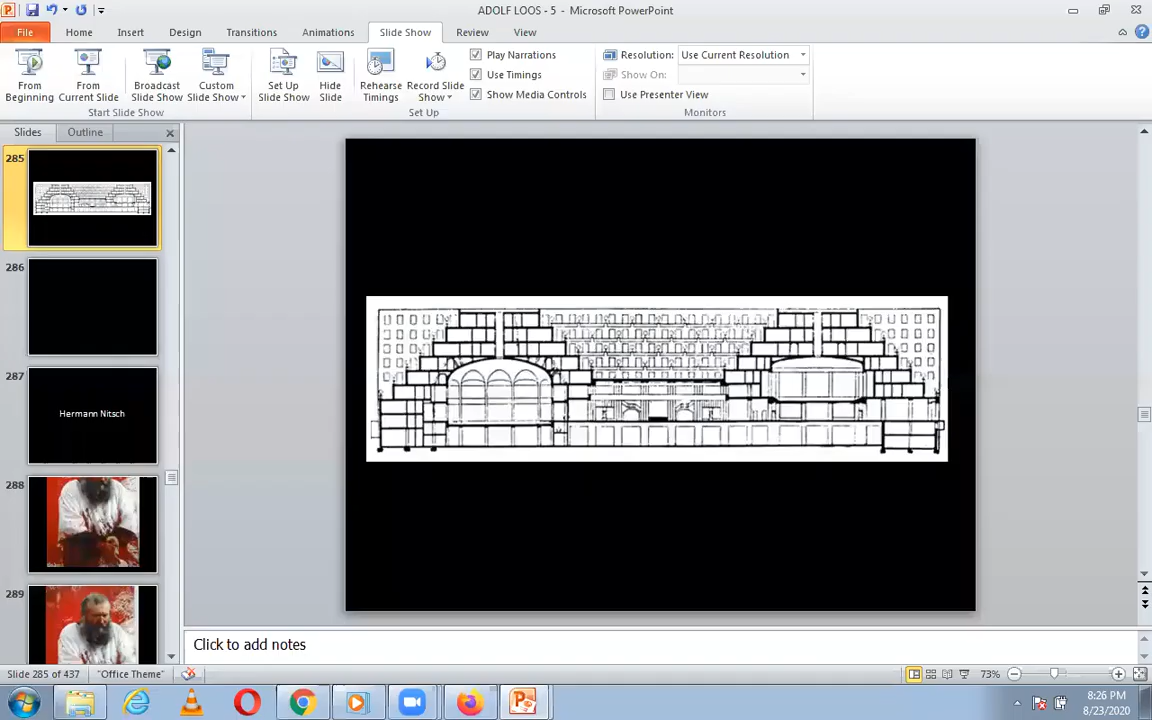 ADOLF LOOS - 5 - Microsoft PowerPoint
File Home Insert Design Transitions Animations Slide Show Review View
From Beginning
From Current Slide
Broadcast Slide Show
Custom Slide Show
Start Slide Show
Set Up Slide Show
Hide Slide
Rehearse Timings
Record Slide Show
Play Narrations
Use Timings
Show Media Controls
Set Up
Resolution: Use Current Resolution
Show On:
Use Presenter View
Monitors
Slides Outline
285
286
287
Hermann Nitsch
288
289
Click to add notes
Slide 285 of 437 "Office Theme" 73%
8:26 PM
8/23/2020